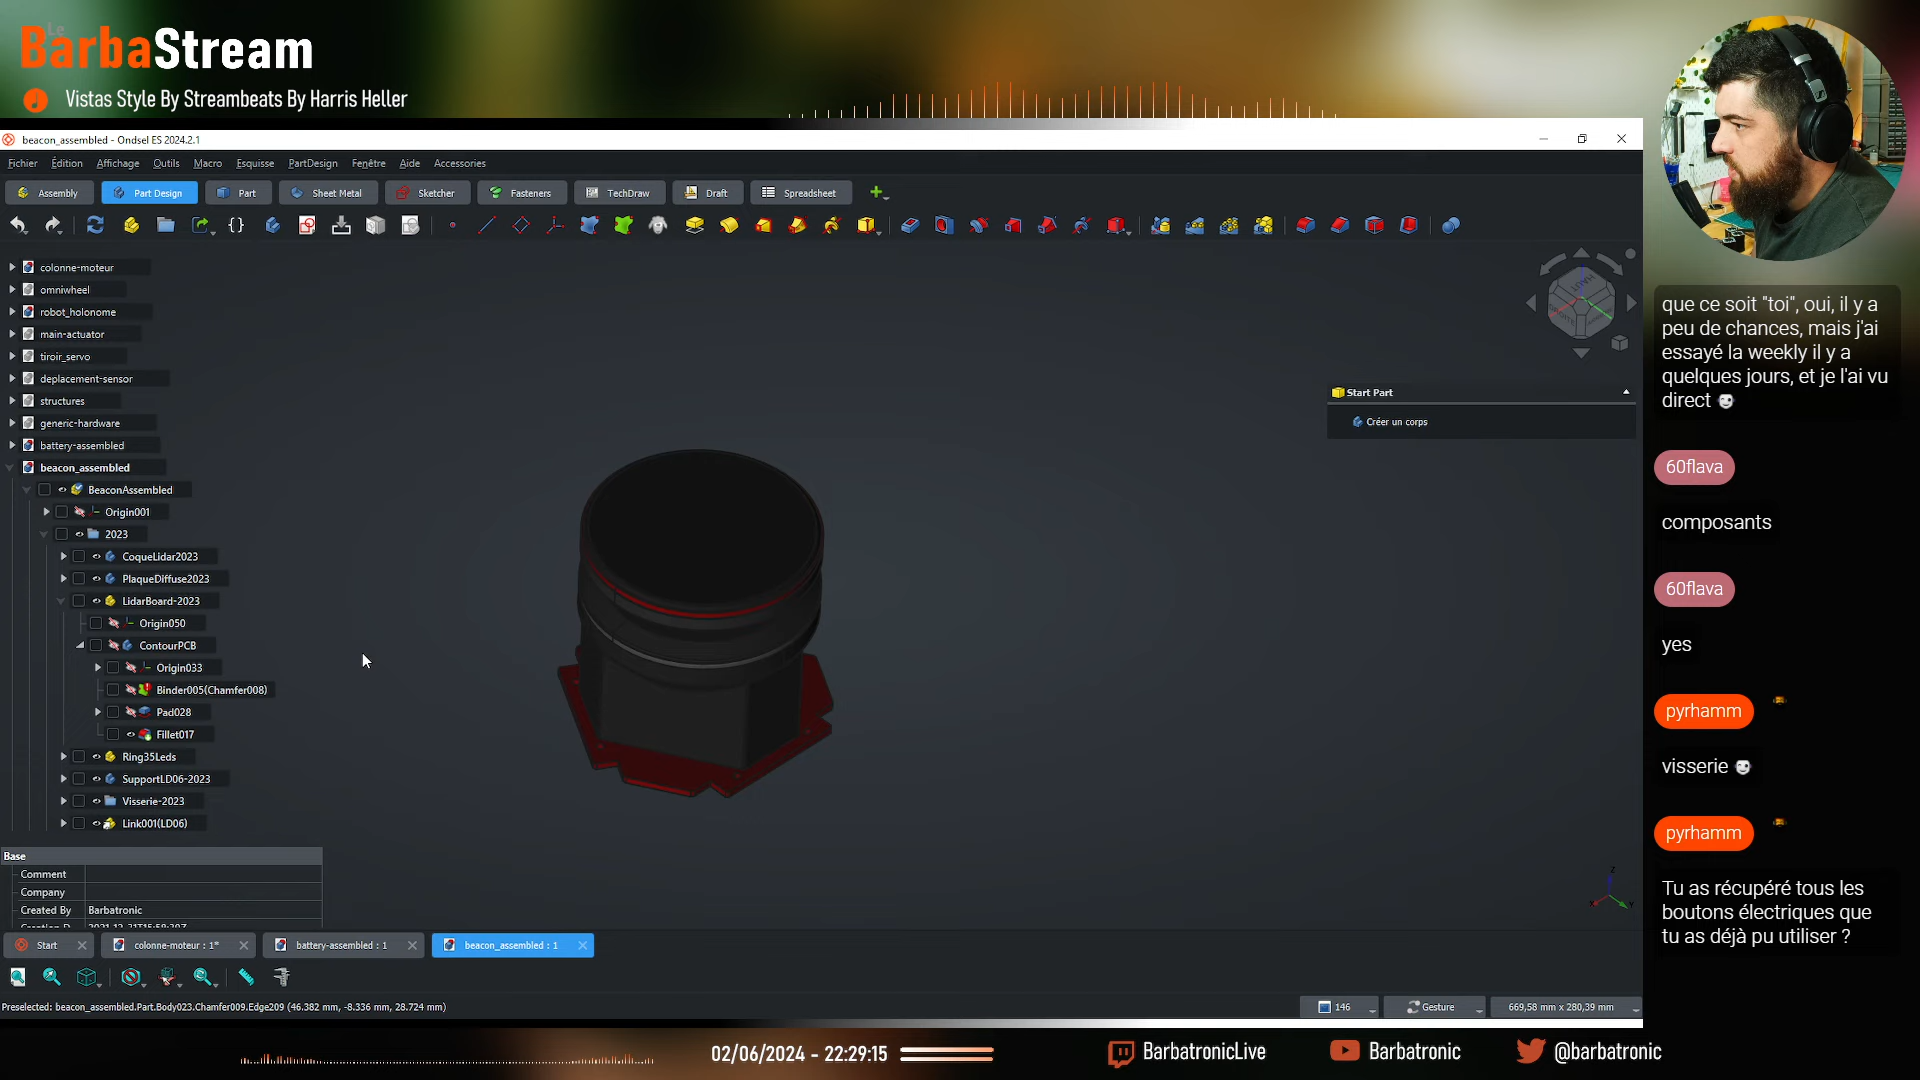 Le
BarbaStream
Vistas Style By Streambeats By Harris Heller
beacon_assembled - Ondsel ES 2024.2.1
Fichier Édition Affichage Outils Macro Esquisse PartDesign Fenêtre Aide Accessories
Assembly Part Design Part Sheet Metal Sketcher Fasteners TechDraw Draft Spreadsheet
colonne-moteur
omniwheel
robot_holonome
main-actuator
tiroir_servo
deplacement-sensor
structures
generic-hardware
battery-assembled
beacon_assembled
BeaconAssembled
Origin001
2023
CoqueLidar2023
PlaqueDiffuse2023
LidarBoard-2023
Origin050
ContourPCB
Origin033
Binder005(Chamfer008)
Pad028
Fillet017
Ring35Leds
SupportLD06-2023
Visserie-2023
Link001(LD06)
Start Part
Créer un corps
Base
Comment
Company
Created By Barbatronic
Start colonne-moteur : 1* battery-assembled : 1 beacon_assembled : 1
Preselected: beacon_assembled.Part.Body023.Chamfer009.Edge209 (46.382 mm, -8.336 mm, 28.724 mm)
146 Gesture 669,58 mm x 280,39 mm
que ce soit "toi", oui, il y a
peu de chances, mais j'ai
essayé la weekly il y a
quelques jours, et je l'ai vu
direct
60flava
composants
60flava
yes
pyrhamm
visserie
pyrhamm
Tu as récupéré tous les
boutons électriques que
tu as déjà pu utiliser ?
02/06/2024 - 22:29:15
BarbatronicLive Barbatronic @barbatronic